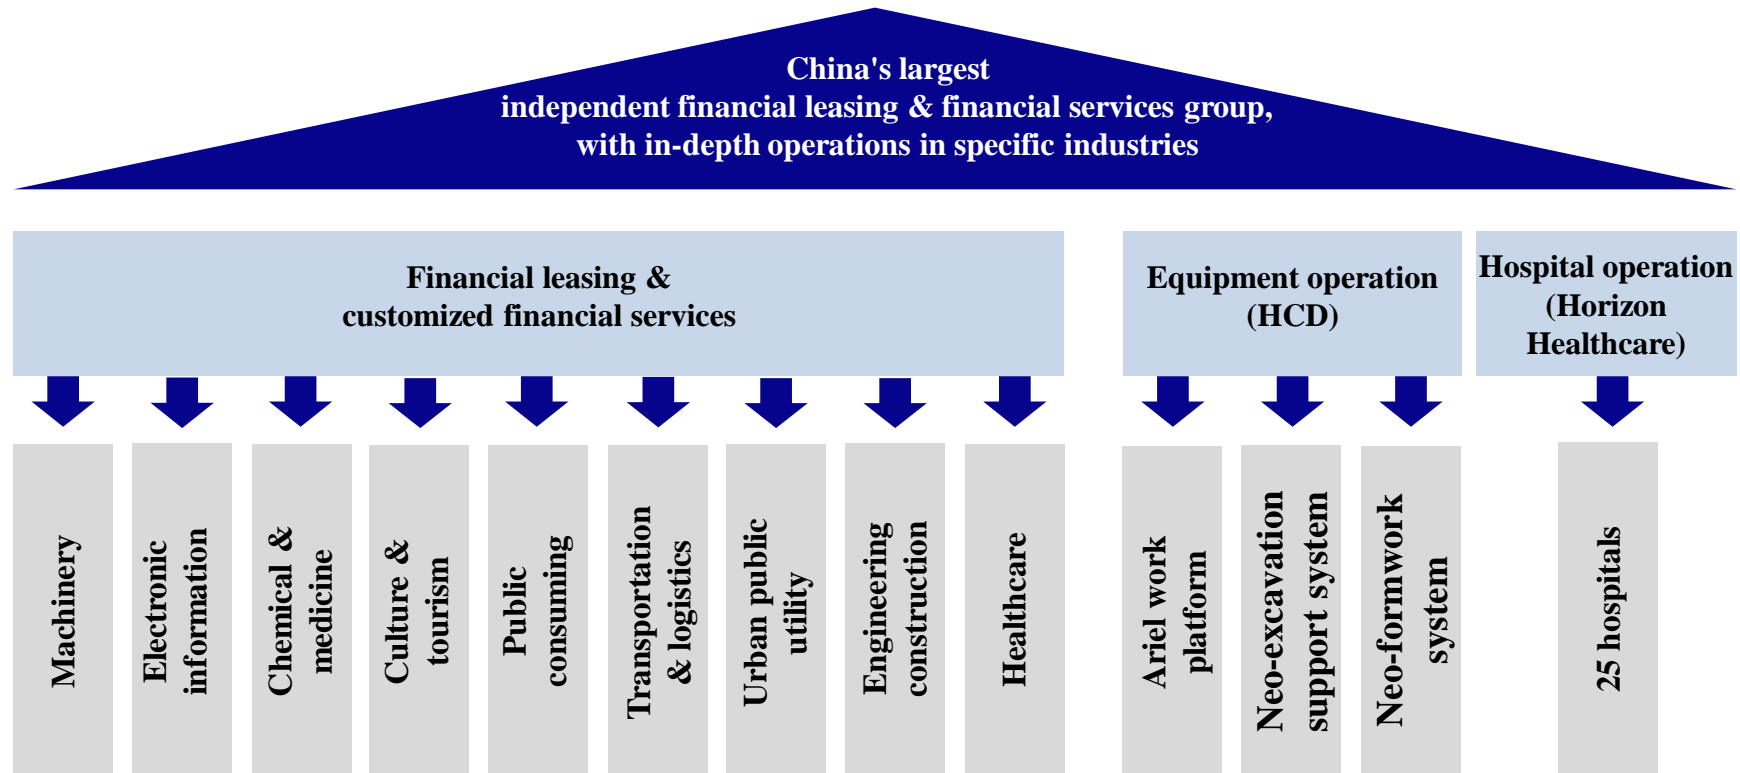 China's largest
independent financial leasing & financial services group,
with in-depth operations in specific industries
Financial leasing &
customized financial services
Equipment operation
(HCD)
Hospital operation
(Horizon
Healthcare)
Machinery
Electronic
information
Chemical &
medicine
Culture &
tourism
Public
consuming
Transportation
& logistics
Urban public
utility
Engineering
construction
Healthcare
Ariel work
platform
Neo-excavation
support system
Neo-formwork
system
25 hospitals